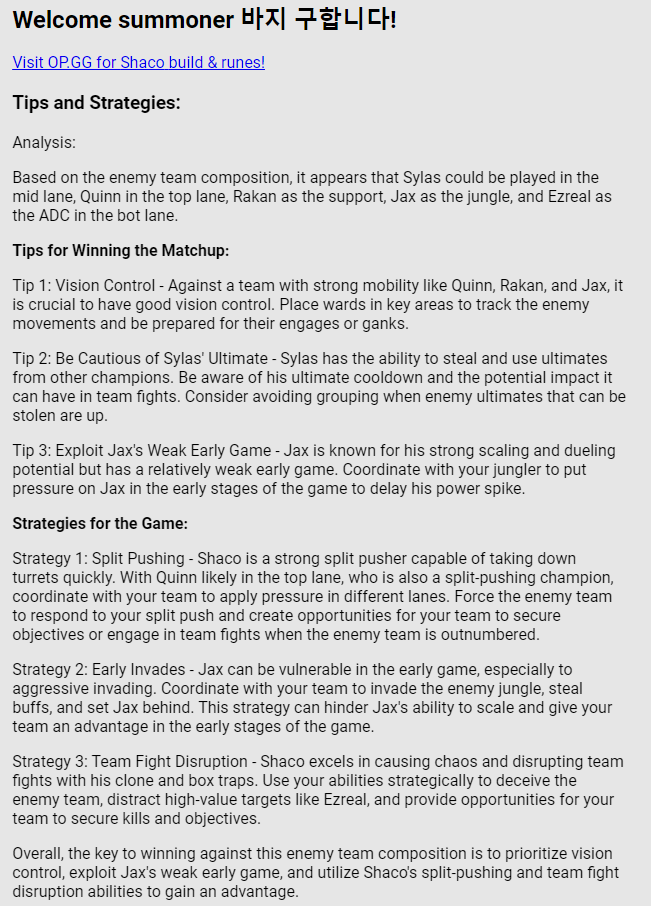 Welcome summoner 바지 구합니다!
Visit OP.GG for Shaco build & runes!
Tips and Strategies:
Analysis:
Based on the enemy team composition, it appears that Sylas could be played in the
mid lane, Quinn in the top lane, Rakan as the support, Jax as the jungle, and Ezreal as
the ADC in the bot lane.
Tips for Winning the Matchup:
Tip 1: Vision Control - Against a team with strong mobility like Quinn, Rakan, and Jax, it
is crucial to have good vision control. Place wards in key areas to track the enemy
movements and be prepared for their engages or ganks.
Tip 2: Be Cautious of Sylas' Ultimate - Sylas has the ability to steal and use ultimates
from other champions. Be aware of his ultimate cooldown and the potential impact it
can have in team fights. Consider avoiding grouping when enemy ultimates that can be
stolen are up.
Tip 3: Exploit Jax's Weak Early Game - Jax is known for his strong scaling and dueling
potential but has a relatively weak early game. Coordinate with your jungler to put
pressure on Jax in the early stages of the game to delay his power spike.
Strategies for the Game:
Strategy 1: Split Pushing - Shaco is a strong split pusher capable of taking down
turrets quickly. With Quinn likely in the top lane, who is also a split-pushing champion,
coordinate with your team to apply pressure in different lanes. Force the enemy team
to respond to your split push and create opportunities for your team to secure
objectives or engage in team fights when the enemy team is outnumbered.
Strategy 2: Early Invades - Jax can be vulnerable in the early game, especially to
aggressive invading. Coordinate with your team to invade the enemy jungle, steal
buffs, and set Jax behind. This strategy can hinder Jax's ability to scale and give your
team an advantage in the early stages of the game.
Strategy 3: Team Fight Disruption - Shaco excels in causing chaos and disrupting team
fights with his clone and box traps. Use your abilities strategically to deceive the
enemy team, distract high-value targets like Ezreal, and provide opportunities for your
team to secure kills and objectives.
Overall, the key to winning against this enemy team composition is to prioritize vision
control, exploit Jax's weak early game, and utilize Shaco's split-pushing and team fight
disruption abilities to gain an advantage.